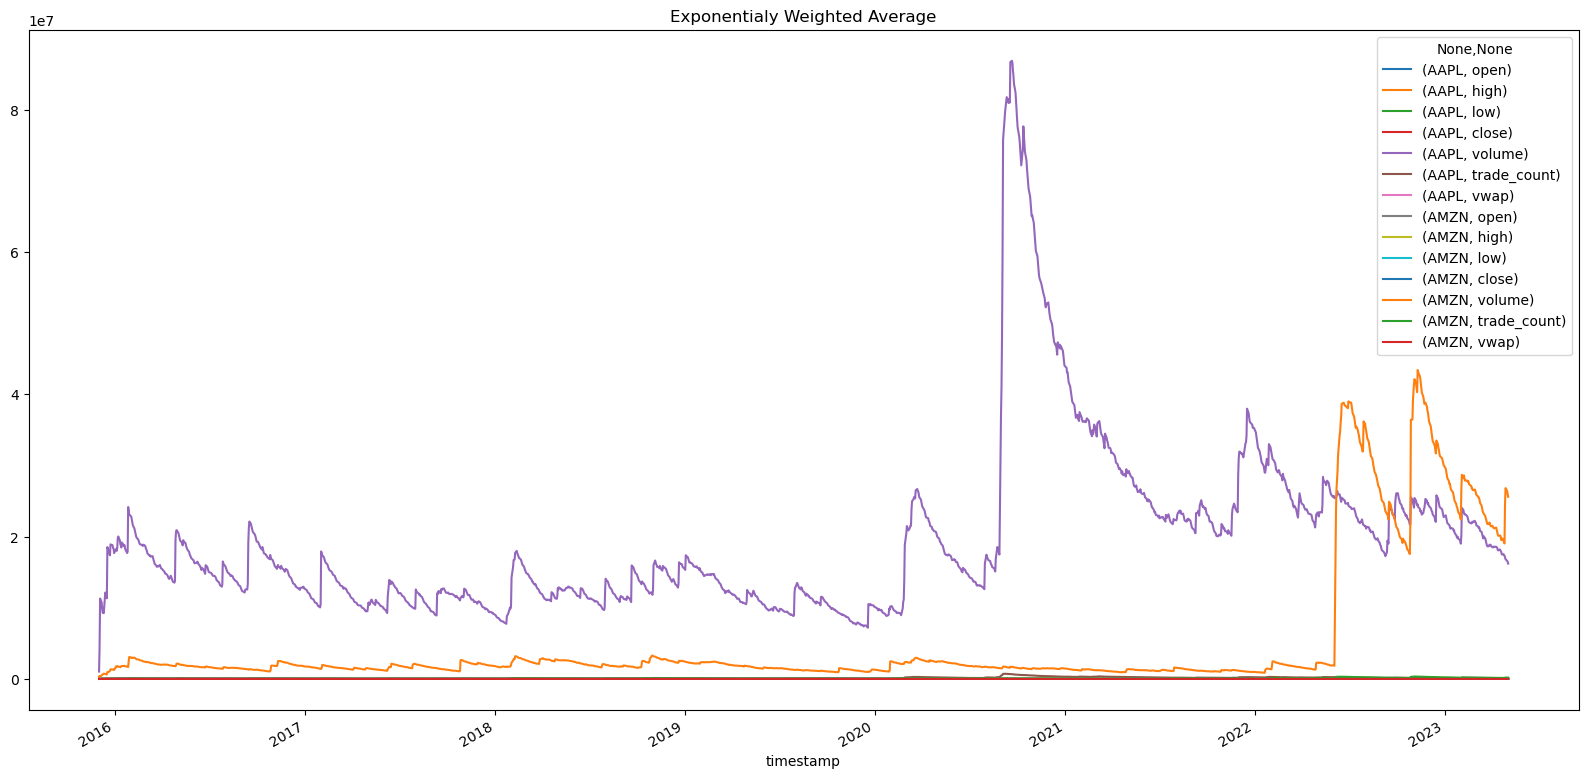 Exponentialy Weighted Average
1e7
8
6
4
2
0
None,None
(AAPL, open)
(AAPL, high)
(AAPL, low)
(AAPL, close)
(AAPL, volume)
(AAPL, trade_count)
(AAPL, vwap)
(AMZN, open)
(AMZN, high)
(AMZN, low)
(AMZN, close)
(AMZN, volume)
(AMZN, trade_count)
(AMZN, vwap)
2016
2017
2018
2019
2020
2021
2022
2023
timestamp